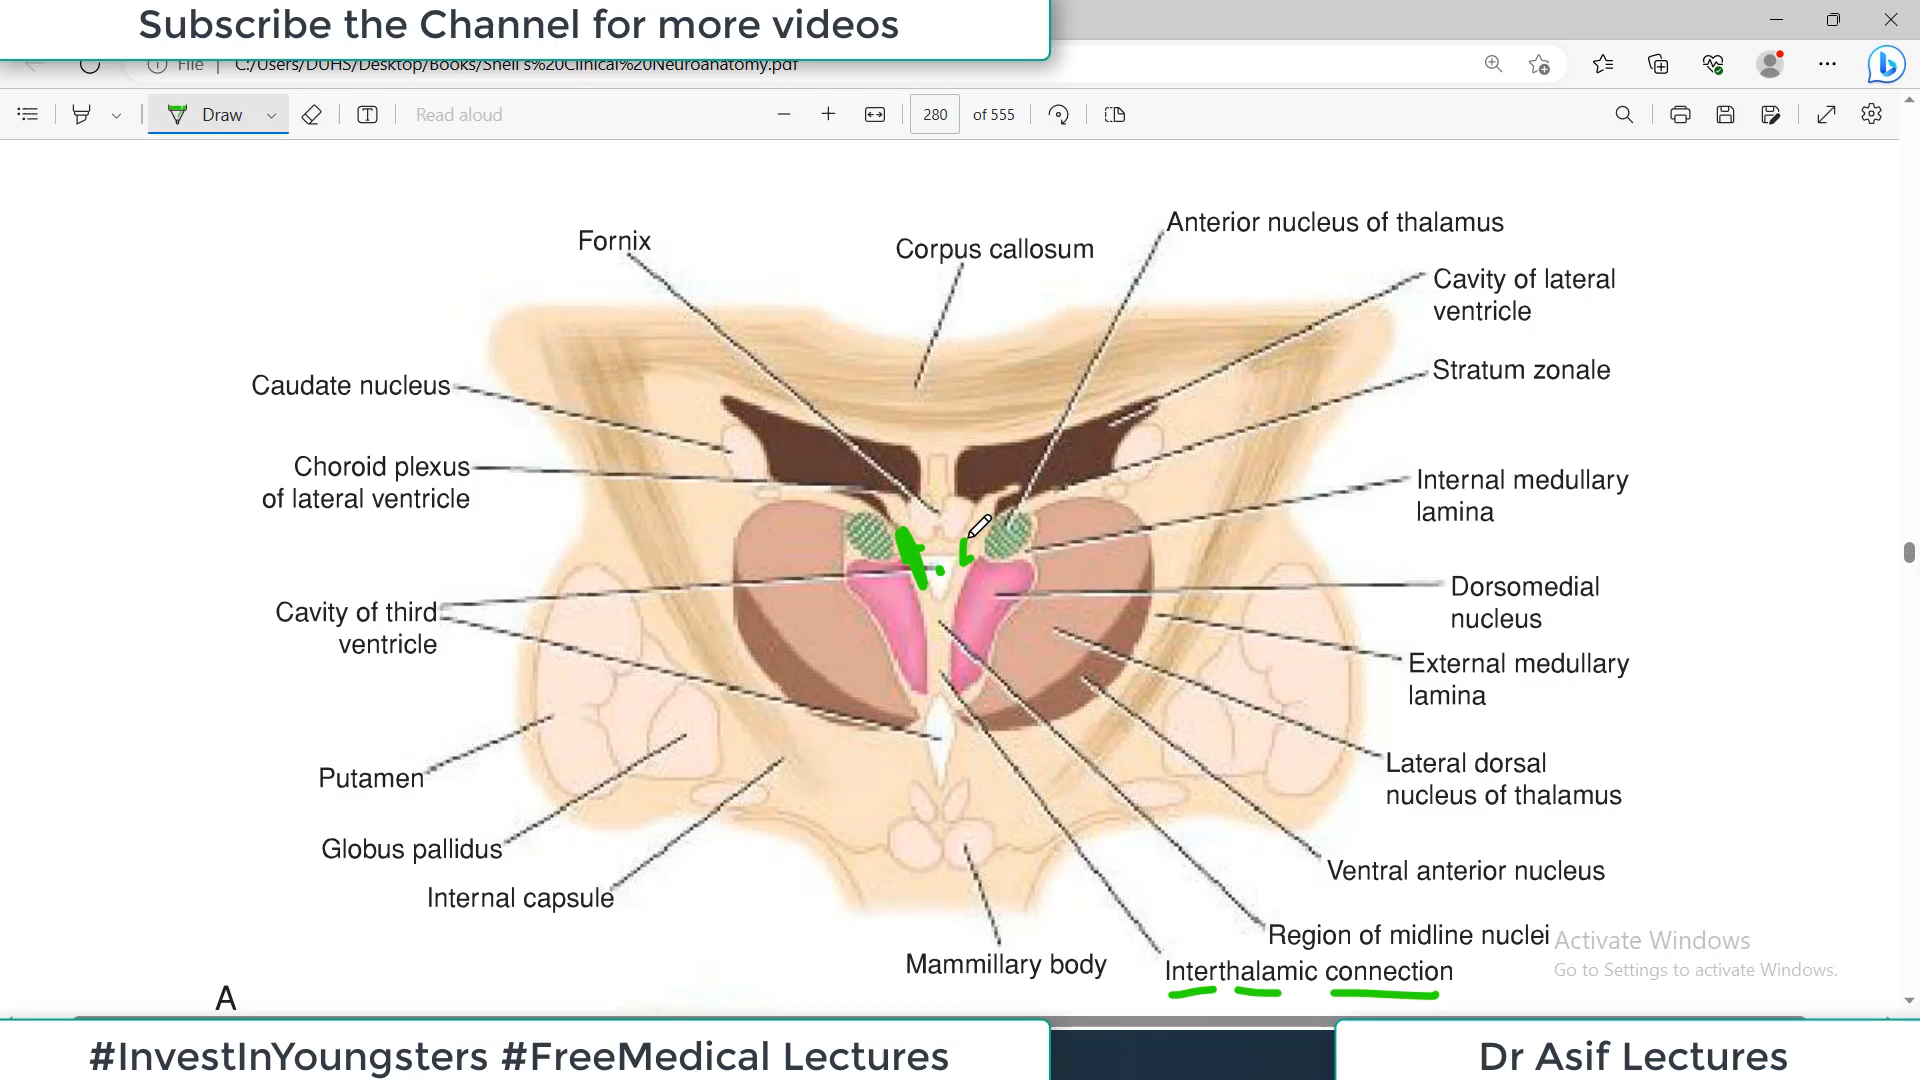 Subscribe the Channel for more videos
File | C:/Users/DUHS/Desktop/Books/Snell's%20Clinical%20Neuroanatomy.pdf
Draw
Read aloud
280 of 555
Anterior nucleus of thalamus
Fornix
Corpus callosum
Cavity of lateral
ventricle
Stratum zonale
Caudate nucleus
Choroid plexus
of lateral ventricle
Internal medullary
lamina
Dorsomedial
nucleus
Cavity of third
ventricle
External medullary
lamina
Lateral dorsal
nucleus of thalamus
Putamen
Globus pallidus
Ventral anterior nucleus
Internal capsule
Region of midline nuclei
Mammillary body
Interthalamic connection
Activate Windows
Go to Settings to activate Windows.
A
#InvestInYoungsters #FreeMedical Lectures
Dr Asif Lectures